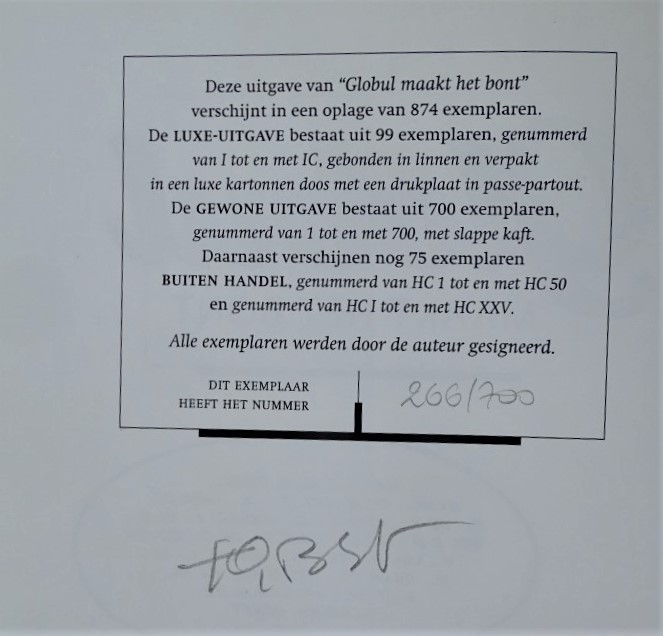 Deze uitgave van “Globul maakt het bont”
verschijnt in een oplage van 874 exemplaren.
De LUXE-UITGAVE bestaat uit 99 exemplaren, genummerd
van I tot en met IC, gebonden in linnen en verpakt
in een luxe kartonnen doos met een drukplaat in passe-partout.
De GEWONE UITGAVE bestaat uit 700 exemplaren,
genummerd van 1 tot en met 700, met slappe kaft.
Daarnaast verschijnen nog 75 exemplaren
BUITEN HANDEL, genummerd van HC 1 tot en met HC 50
en genummerd van HC I tot en met HC XXV.
Alle exemplaren werden door de auteur gesigneerd.
DIT EXEMPLAAR
HEEFT HET NUMMER
266/700